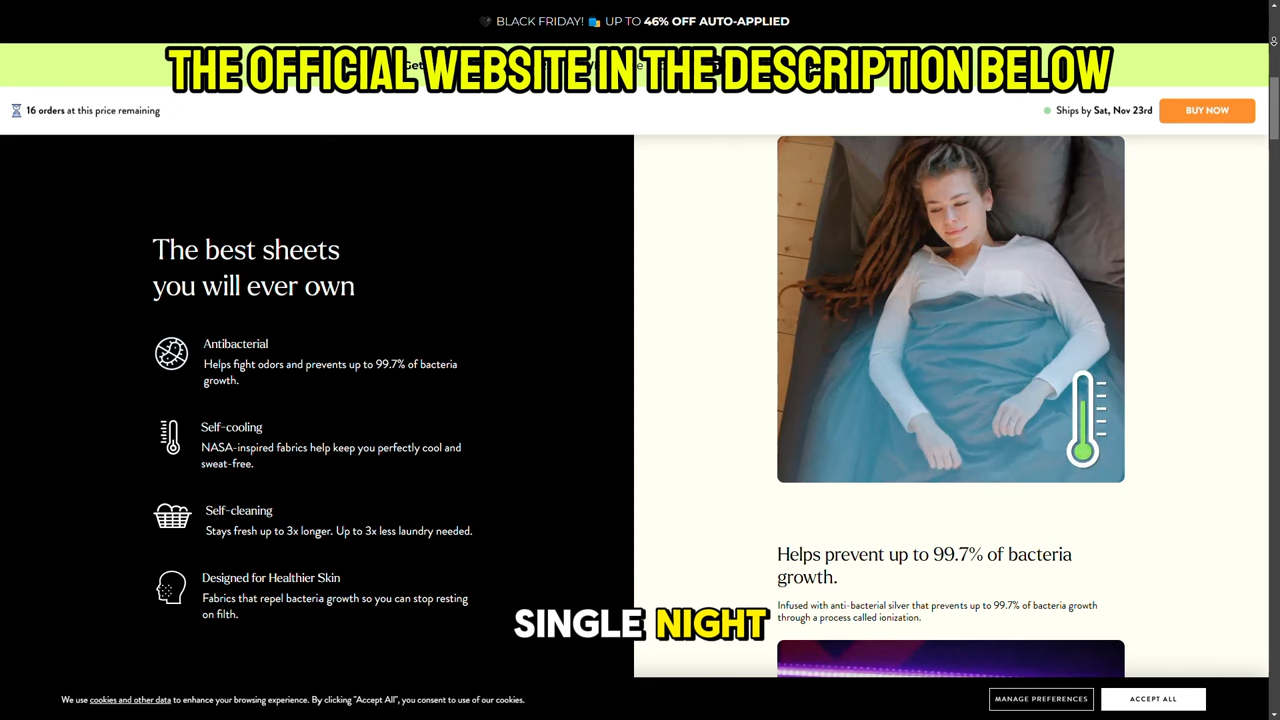 🖤 BLACK FRIDAY! 🛍️ UP TO 46% OFF AUTO-APPLIED
THE OFFICIAL WEBSITE IN THE DESCRIPTION BELOW
16 orders at this price remaining
Ships by Sat, Nov 23rd
BUY NOW
The best sheets
you will ever own
Antibacterial
Helps fight odors and prevents up to 99.7% of bacteria
growth.
Self-cooling
NASA-inspired fabrics help keep you perfectly cool and
sweat-free.
Self-cleaning
Stays fresh up to 3x longer. Up to 3x less laundry needed.
Designed for Healthier Skin
Fabrics that repel bacteria growth so you can stop resting
on filth.
Helps prevent up to 99.7% of bacteria
growth.
Infused with anti-bacterial silver that prevents up to 99.7% of bacteria growth
through a process called ionization.
SINGLE NIGHT
We use cookies and other data to enhance your browsing experience. By clicking "Accept All", you consent to use of our cookies.
MANAGE PREFERENCES
ACCEPT ALL